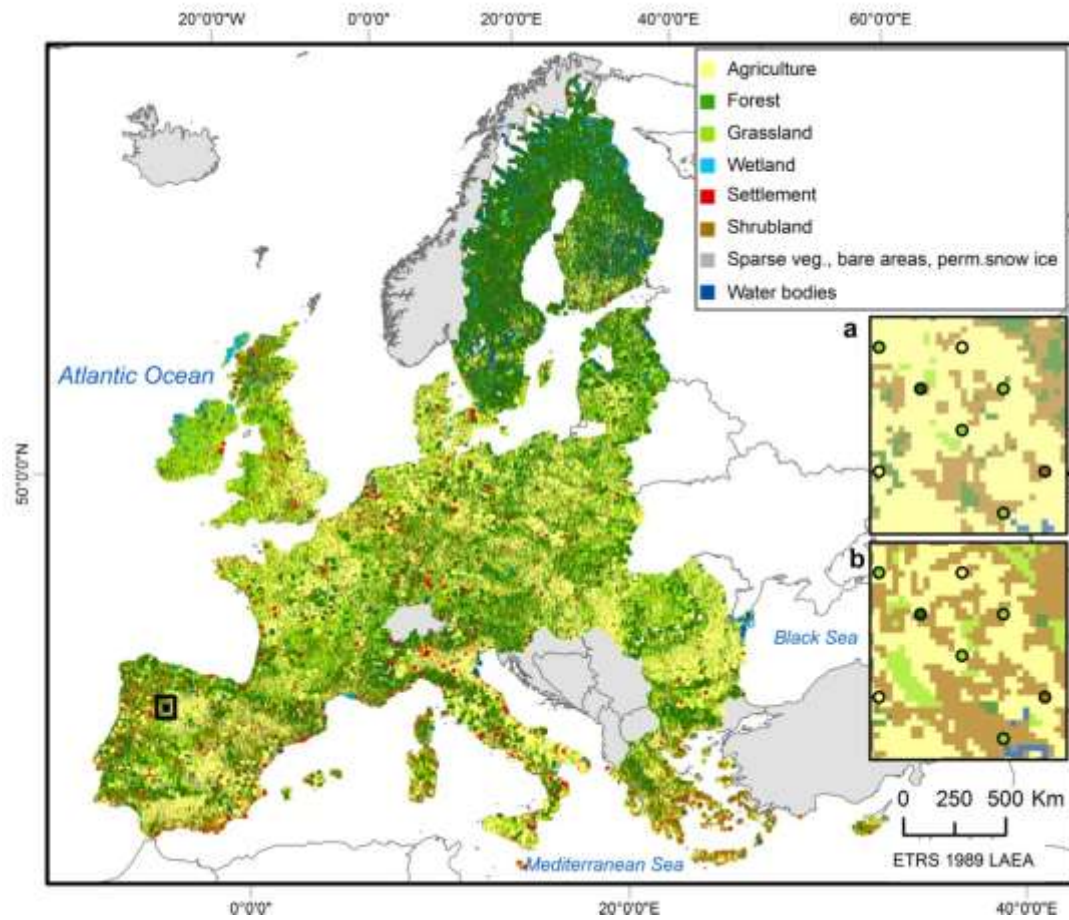 20°0'0"W 0°0'0" 20°0'0"E 40°0'0"E 60°0'0"E
Agriculture
Forest
Grassland
Wetland
Settlement
Shrubland
Sparse veg., bare areas, perm.snow ice
Water bodies
a
Atlantic Ocean
50°0'0"N
b
Black Sea
0 250 500 Km
ETRS 1989 LAEA
Mediterranean Sea
0°0'0" 20°0'0"E 40°0'0"E